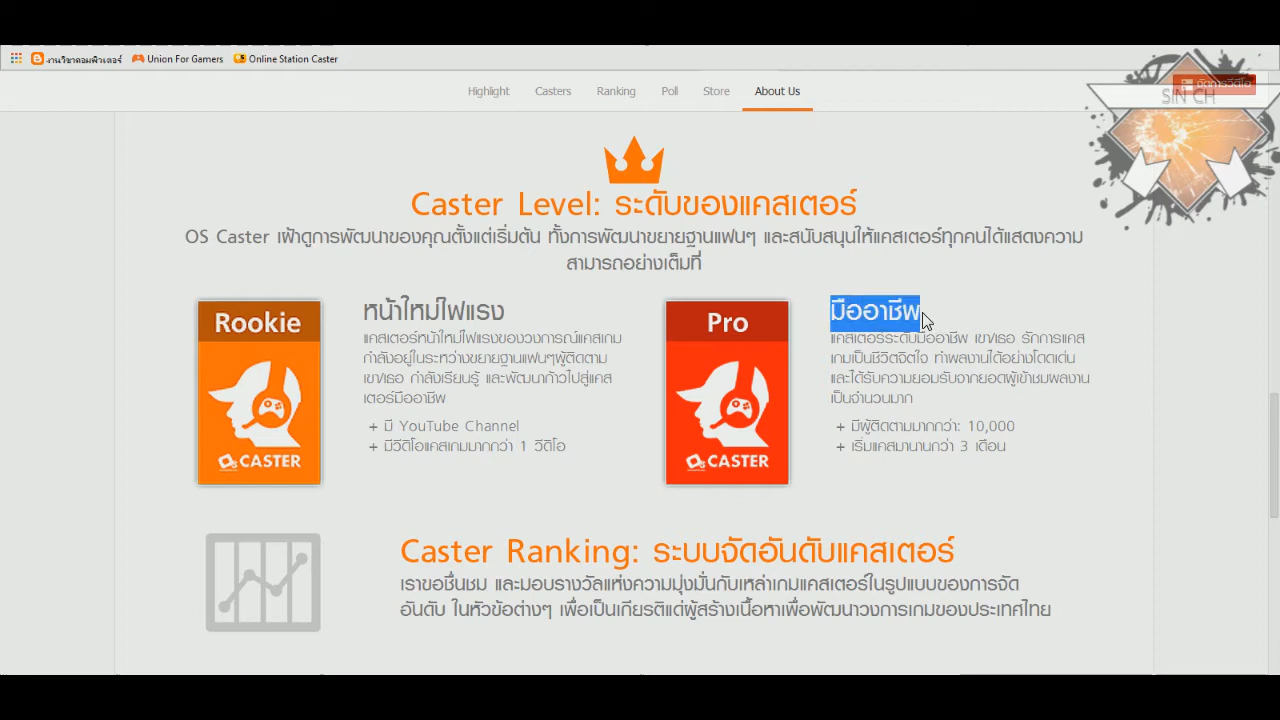 งานวิชาคอมพิวเตอร์ Union For Gamers Online Station Caster
Highlight Casters Ranking Poll Store About Us
จัดการวีดีโอ
SIN CH
Caster Level: ระดับของแคสเตอร์
OS Caster เฝ้าดูการพัฒนาของคุณตั้งแต่เริ่มต้น ทั้งการพัฒนาขยายฐานแฟนๆ และสนับสนุนให้แคสเตอร์ทุกคนได้แสดงความ
สามารถอย่างเต็มที่
Rookie
CASTER
หน้าใหม่ไฟแรง
แคสเตอร์หน้าใหม่ไฟแรงของวงการณ์แคสเกม
กำลังอยู่ในระหว่างขยายฐานแฟนๆผู้ติดตาม
เขา/เธอ กำลังเรียนรู้ และพัฒนาก้าวไปสู่แคส
เตอร์มืออาชีพ
+ มี YouTube Channel
+ มีวีดีโอแคสเกมมากกว่า 1 วีดีโอ
Pro
CASTER
มืออาชีพ
แคสเตอร์ระดับมืออาชีพ เขา/เธอ รักการแคส
เกมเป็นชีวิตจิตใจ ทำผลงานได้อย่างโดดเด่น
และได้รับความยอมรับจากยอดผู้เข้าชมผลงาน
เป็นจำนวนมาก
+ มีผู้ติดตามมากกว่า: 10,000
+ เริ่มแคสมานานกว่า 3 เดือน
Caster Ranking: ระบบจัดอันดับแคสเตอร์
เราขอชื่นชม และมอบรางวัลแห่งความมุ่งมั่นกับเหล่าเกมแคสเตอร์ในรูปแบบของการจัด
อันดับ ในหัวข้อต่างๆ เพื่อเป็นเกียรติแด่ผู้สร้างเนื้อหาเพื่อพัฒนาวงการเกมของประเทศไทย